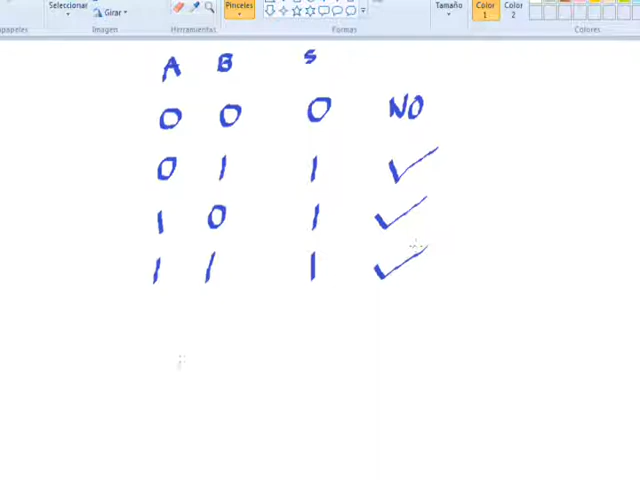 Seleccionar
Girar
Pinceles
Tamaño
Color 1
Color 2
papeles
Imagen
Herramientas
Formas
Colores
A B S
0 0 0 NO
0 1 1 ✓
1 0 1 ✓
1 1 1 ✓